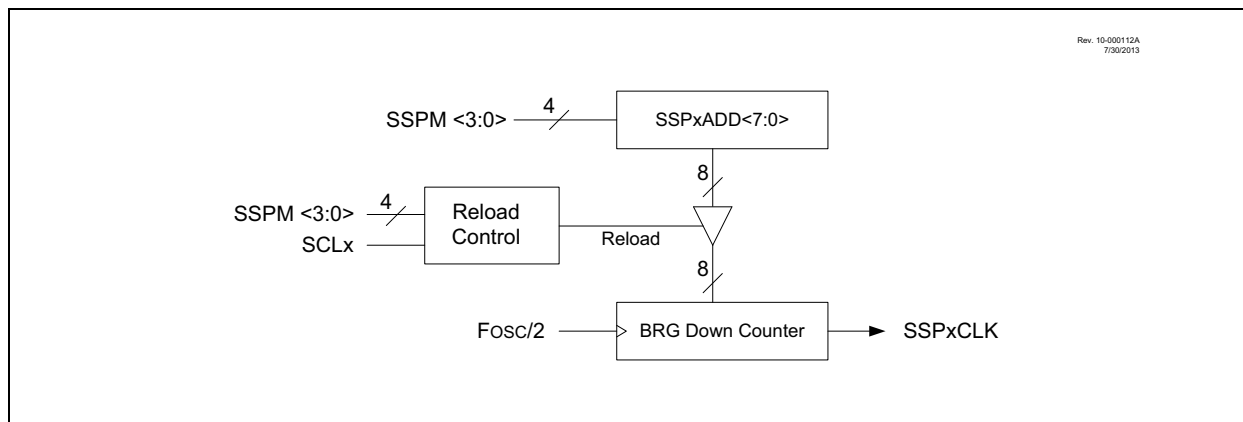 Rev. 10-000112A
7/30/2013
SSPM <3:0>
4
SSPxADD<7:0>
8
SSPM <3:0>
4
Reload
Control
SCLx
Reload
8
FOSC/2
BRG Down Counter
SSPxCLK